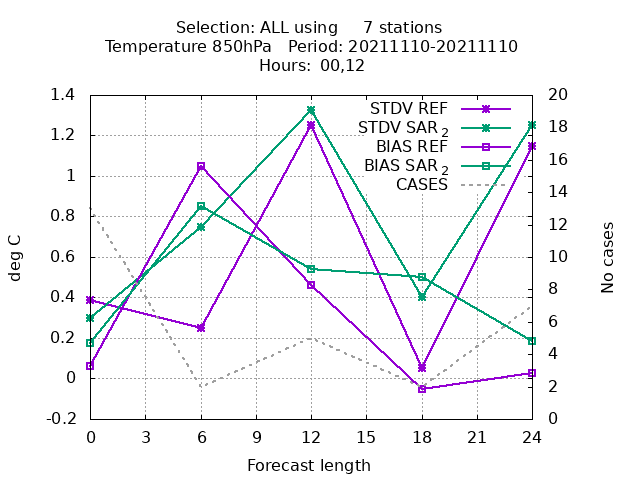 Selection: ALL using     7 stations
Temperature 850hPa   Period: 20211110-20211110
Hours:  00,12
STDV REF
STDV SAR 2
BIAS REF
BIAS SAR 2
CASES
1.4
1.2
1
0.8
0.6
0.4
0.2
0
-0.2
deg C
20
18
16
14
12
10
8
6
4
2
0
No cases
0 3 6 9 12 15 18 21 24
Forecast length